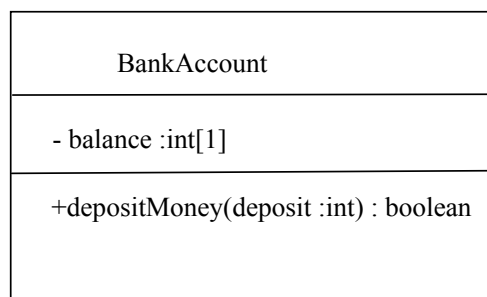 BankAccount
- balance :int[1]
+depositMoney(deposit :int) : boolean